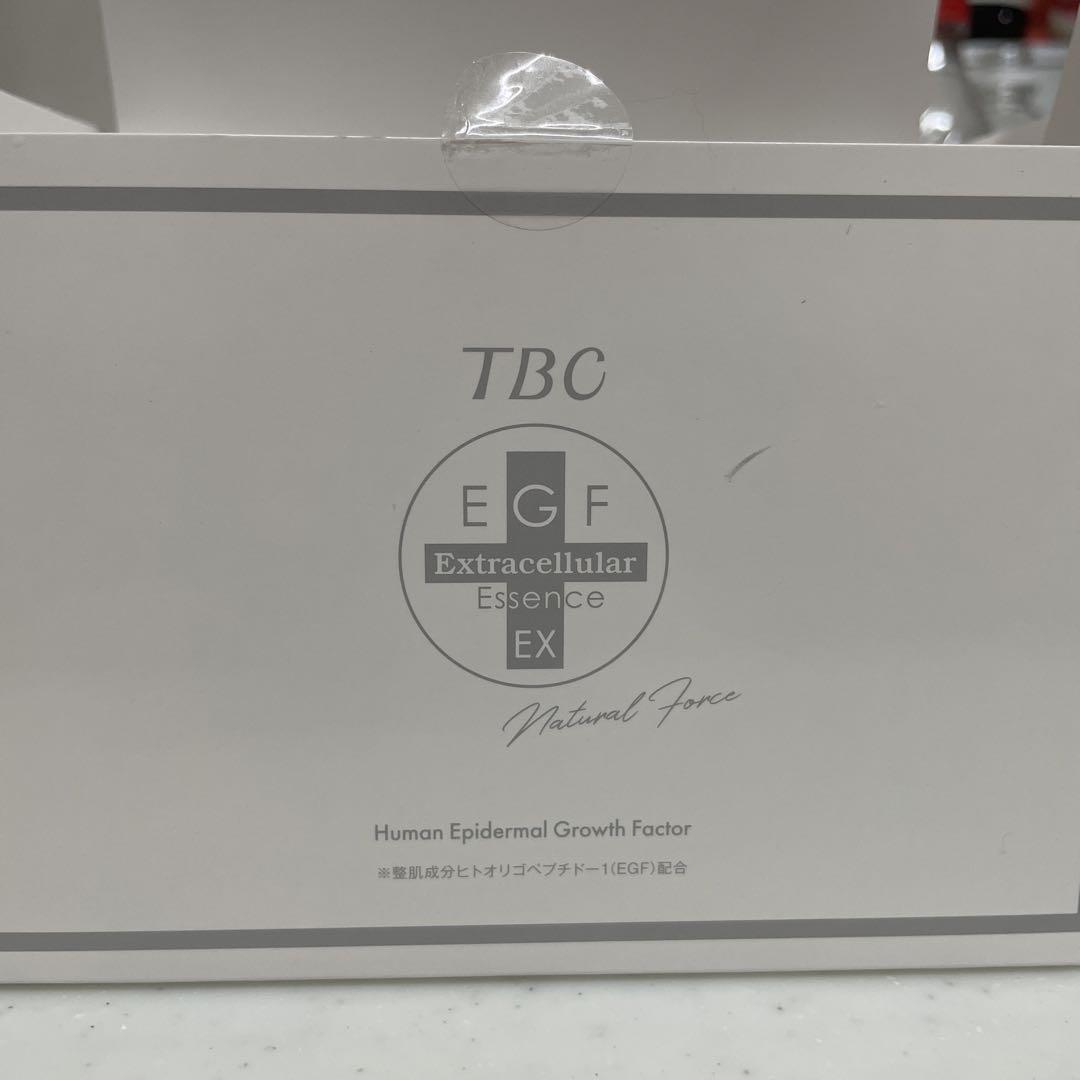 TBC
EGF
Extracellular
Essence
EX
Natural Force
Human Epidermal Growth Factor
※整肌成分ヒトオリゴペプチドー1(EGF)配合